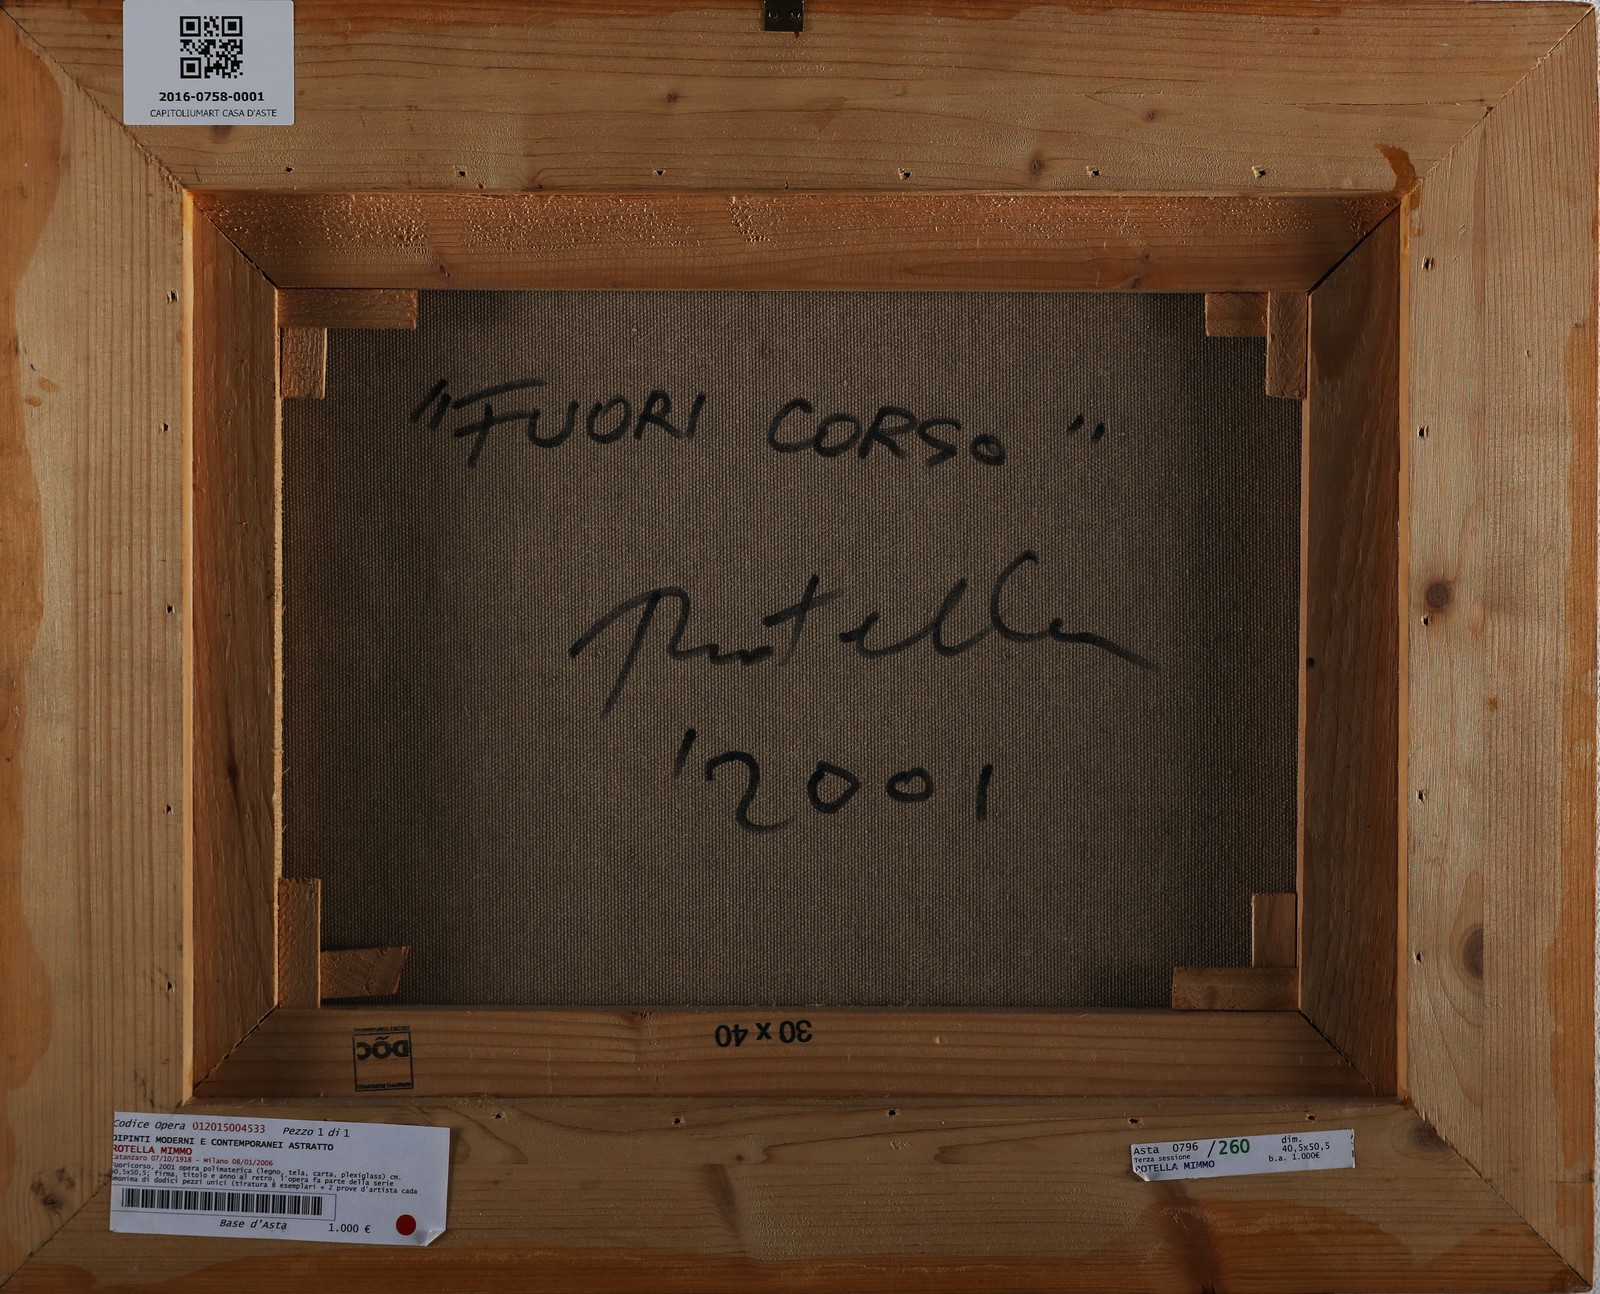 2016-0758-0001
CAPITOLIUMART CASA D'ASTE
"FUORI CORSO"
Rotella
'2001
30 x 40
DOC
Codice Opera 012015004533 Pezzo 1 di 1
DIPINTI MODERNI E CONTEMPORANEI ASTRATTO
ROTELLA MIMMO
Catanzaro 07/10/1918 - Milano 08/01/2006
Fuoricorso, 2001 opera polimaterica (legno, tela, carta, plexiglass) cm.
40,5x50,5; firma, titolo e anno al retro. l'opera fa parte della serie
omonima di dodici pezzi unici (tiratura 8 esemplari + 2 prove d'artista cada
Base d'Asta 1.000 €
Asta 0796 /260 dim.
Terza sessione 40,5x50,5
ROTELLA MIMMO b.a. 1.000€